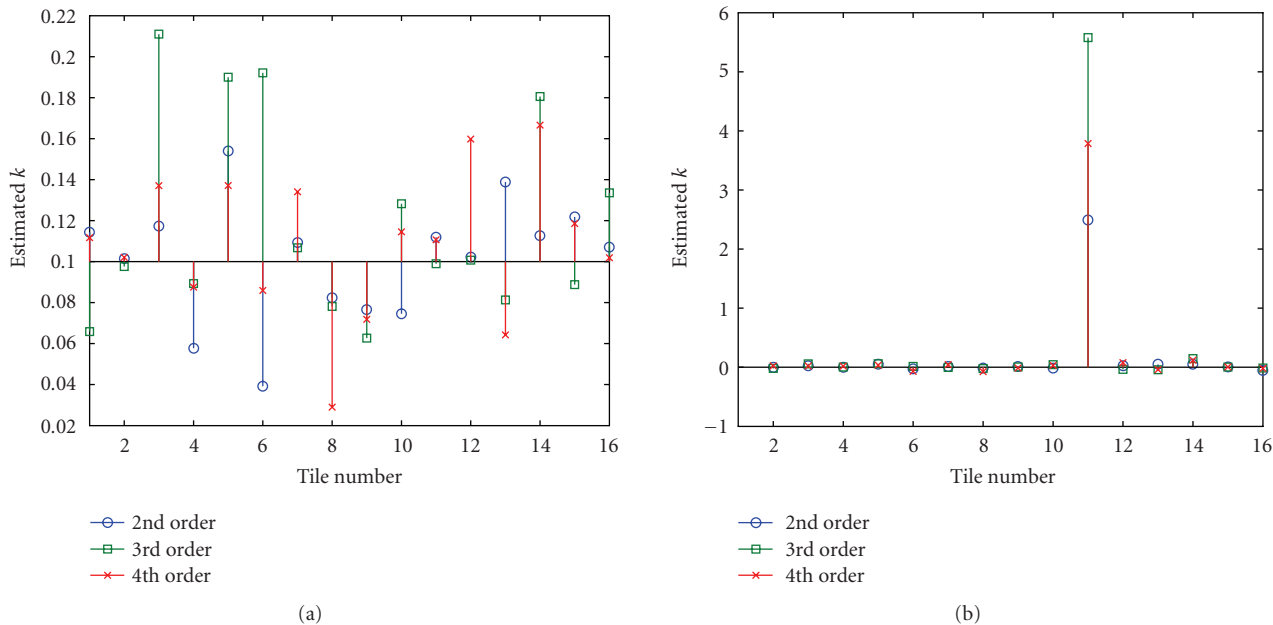 0.22
0.2
0.18
0.16
0.14
0.12
0.1
0.08
0.06
0.04
0.02
Estimated k
2 4 6 8 10 12 14 16
Tile number
2nd order
3rd order
4th order
(a)
6
5
4
3
2
1
0
−1
Estimated k
2 4 6 8 10 12 14 16
Tile number
2nd order
3rd order
4th order
(b)